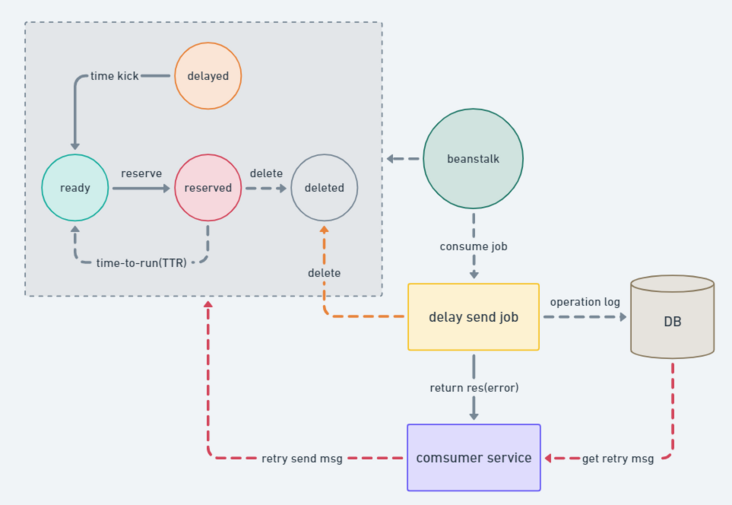 time kick
delayed
ready
reserve
reserved
delete
deleted
beanstalk
time-to-run(TTR)
consume job
delete
delay send job
operation log
DB
return res(error)
retry send msg
comsumer service
get retry msg